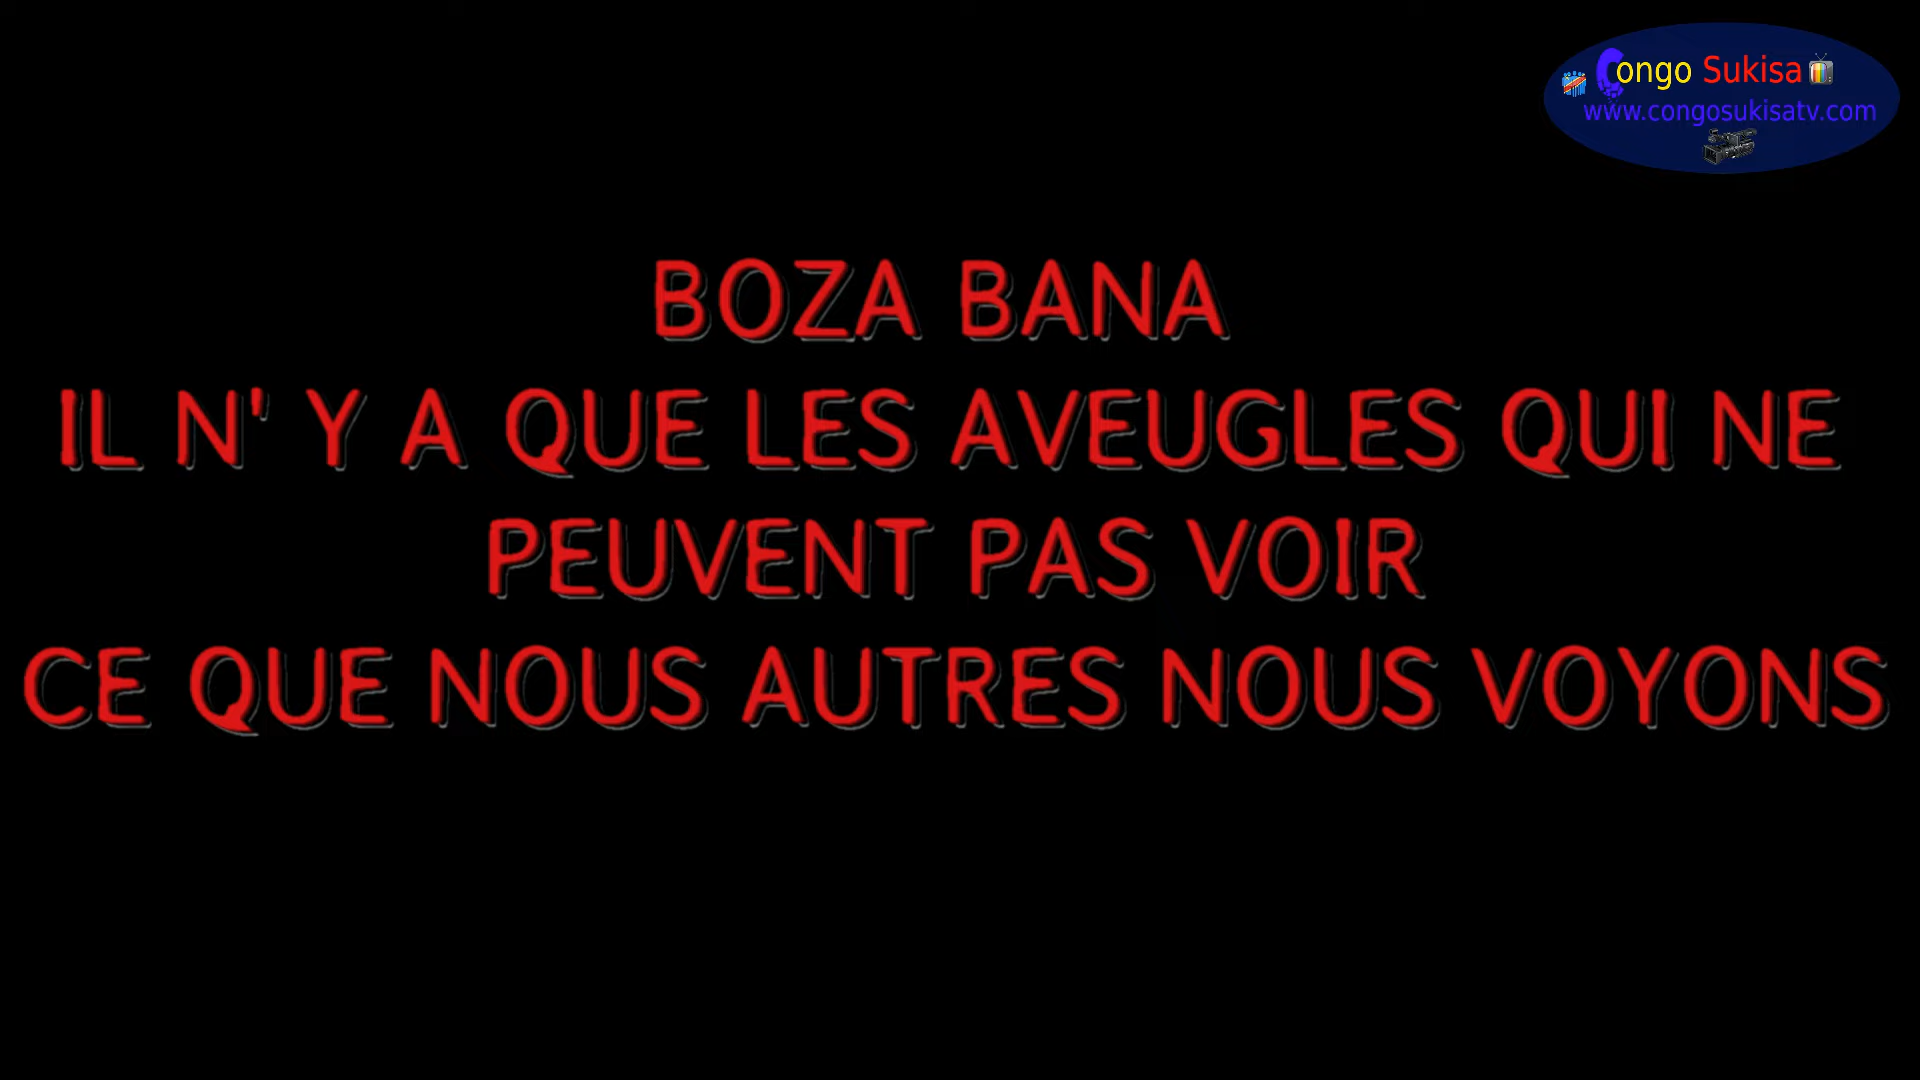 Congo Sukisa
www.congosukisatv.com
BOZA BANA
IL N' Y A QUE LES AVEUGLES QUI NE
PEUVENT PAS VOIR
CE QUE NOUS AUTRES NOUS VOYONS